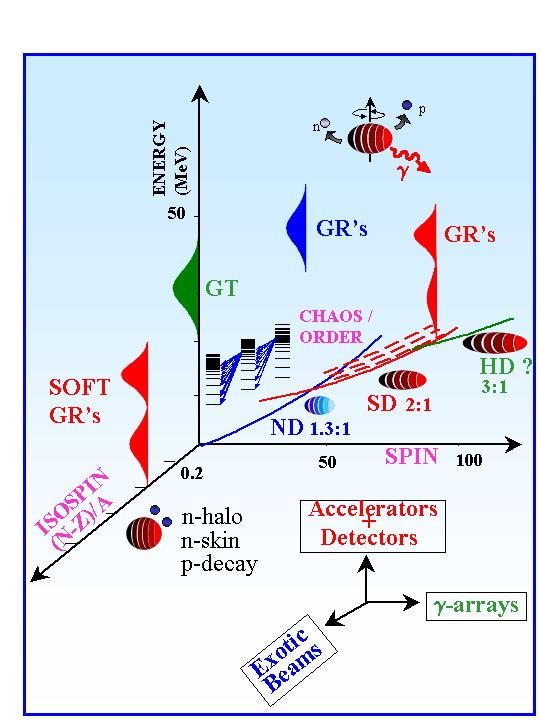 ENERGY
(MeV)
50
n
p
γ
GR's
GR's
GT
CHAOS /
ORDER
HD ?
3:1
SD 2:1
ND 1.3:1
SOFT
GR's
0.2
50
SPIN
100
ISOSPIN
(N-Z)/A
n-halo
n-skin
p-decay
Accelerators
+
Detectors
γ-arrays
Exotic
Beams